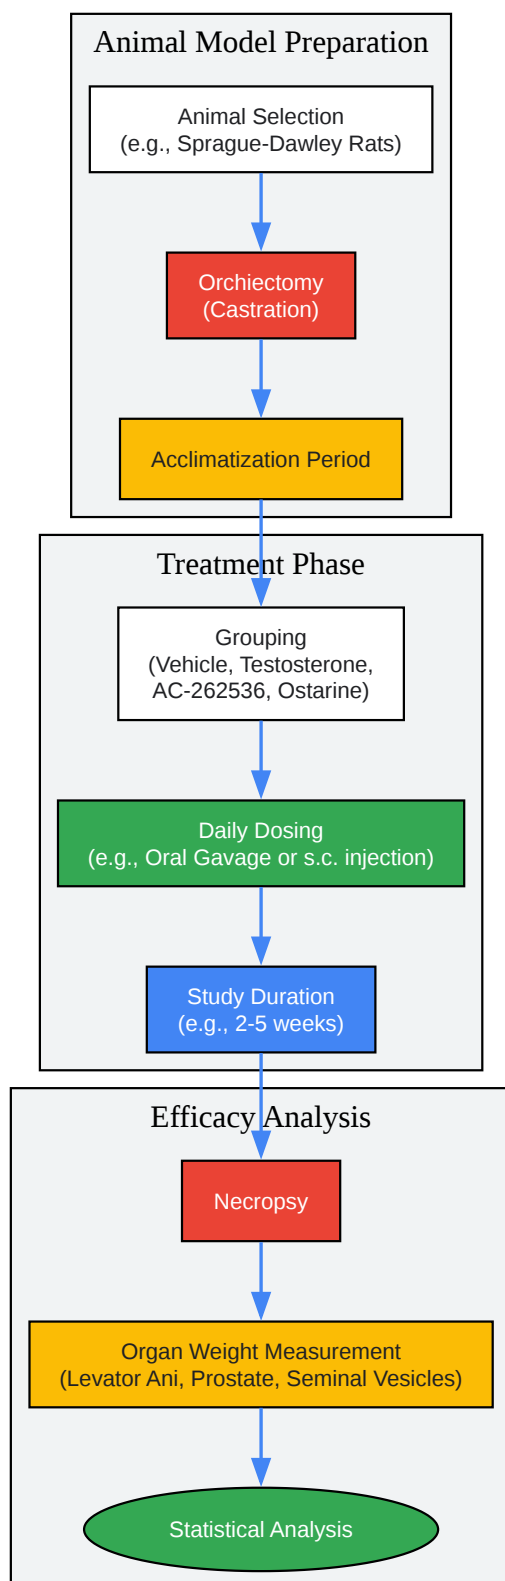 Animal Model Preparation
Animal Selection
(e.g., Sprague-Dawley Rats)
Orchiectomy
(Castration)
Acclimatization Period
Treatment Phase
Grouping
(Vehicle, Testosterone,
AC-262536, Ostarine)
Daily Dosing
(e.g., Oral Gavage or s.c. injection)
Study Duration
(e.g., 2-5 weeks)
Efficacy Analysis
Necropsy
Organ Weight Measurement
(Levator Ani, Prostate, Seminal Vesicles)
Statistical Analysis